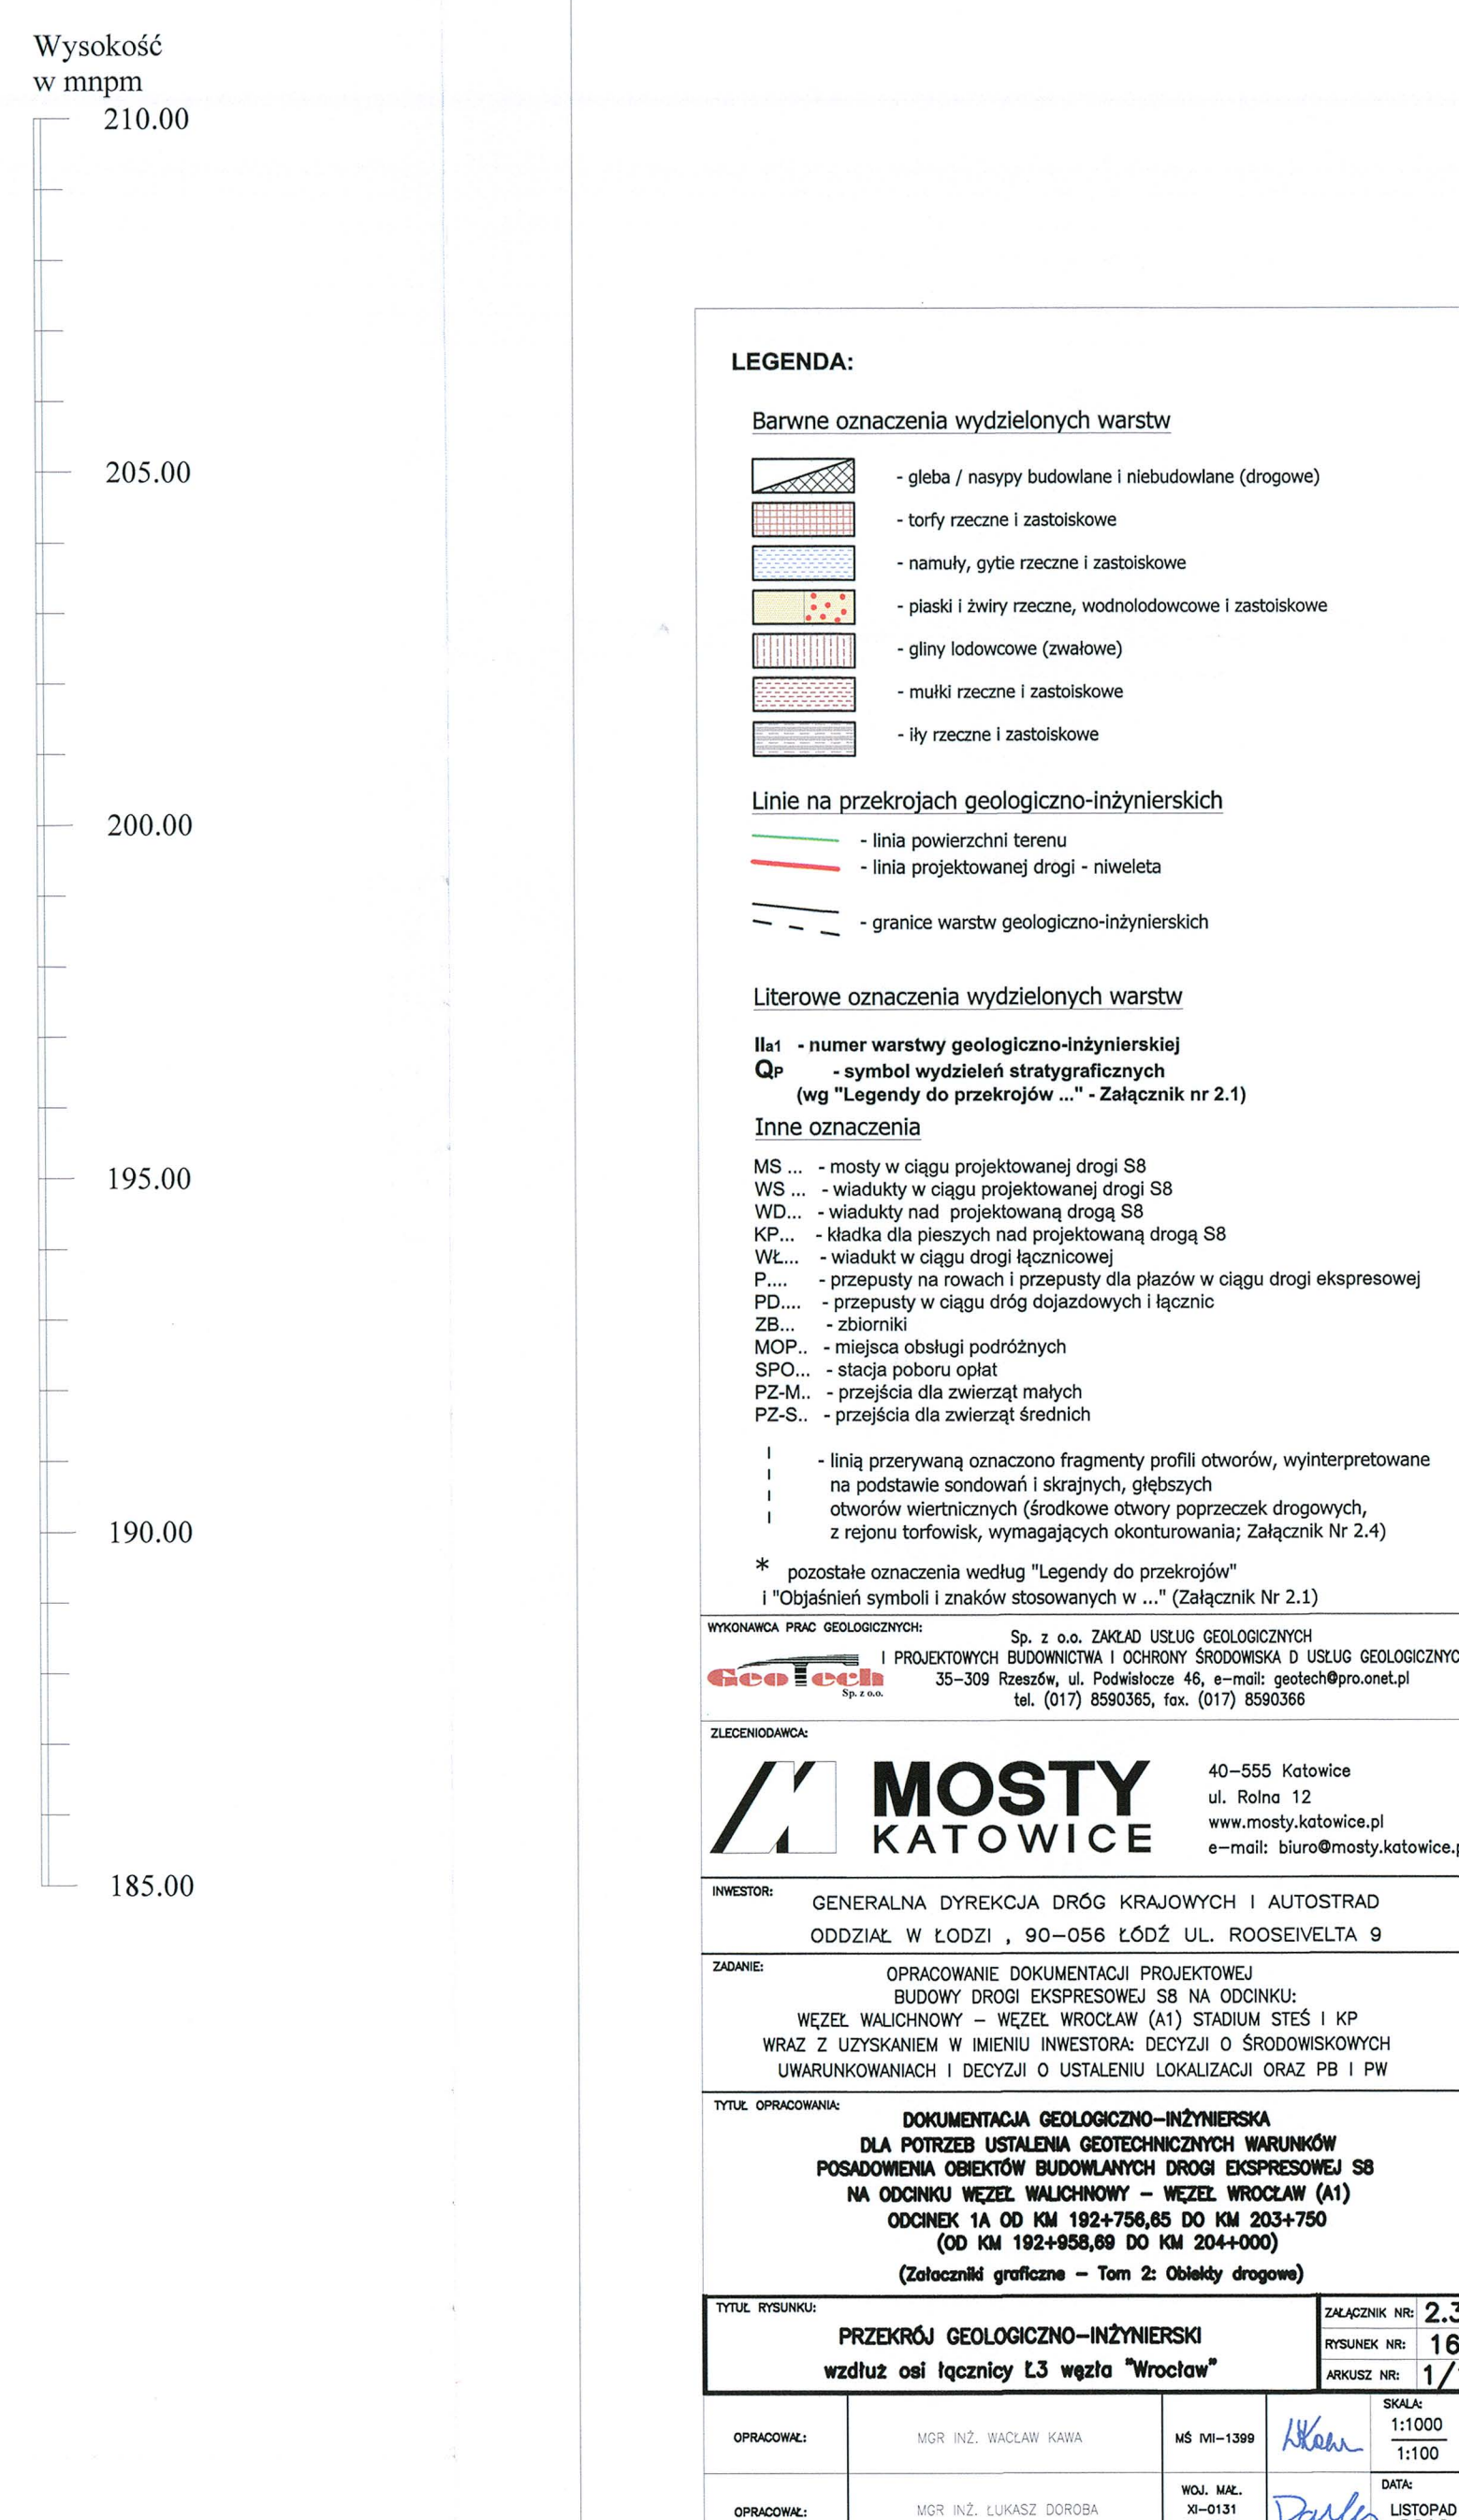 Wysokość
w mnpm
210.00
205.00
200.00
195.00
190.00
185.00
LEGENDA:
Barwne oznaczenia wydzielonych warstw
- gleba / nasypy budowlane i niebudowlane (drogowe)
- torfy rzeczne i zastoiskowe
- namuły, gytie rzeczne i zastoiskowe
- piaski i żwiry rzeczne, wodnolodowcowe i zastoiskowe
- gliny lodowcowe (zwałowe)
- mułki rzeczne i zastoiskowe
- iły rzeczne i zastoiskowe
Linie na przekrojach geologiczno-inżynierskich
- linia powierzchni terenu
- linia projektowanej drogi - niweleta
- granice warstw geologiczno-inżynierskich
Literowe oznaczenia wydzielonych warstw
IIa1 - numer warstwy geologiczno-inżynierskiej
QP - symbol wydzieleń stratygraficznych
(wg "Legendy do przekrojów ..." - Załącznik nr 2.1)
Inne oznaczenia
MS ... - mosty w ciągu projektowanej drogi S8
WS ... - wiadukty w ciągu projektowanej drogi S8
WD... - wiadukty nad projektowaną drogą S8
KP... - kładka dla pieszych nad projektowaną drogą S8
WŁ... - wiadukt w ciągu drogi łącznicowej
P.... - przepusty na rowach i przepusty dla płazów w ciągu drogi ekspresowej
PD.... - przepusty w ciągu dróg dojazdowych i łącznic
ZB... - zbiorniki
MOP.. - miejsca obsługi podróżnych
SPO... - stacja poboru opłat
PZ-M.. - przejścia dla zwierząt małych
PZ-S.. - przejścia dla zwierząt średnich
- linią przerywaną oznaczono fragmenty profili otworów, wyinterpretowane
na podstawie sondowań i skrajnych, głębszych
otworów wiertnicznych (środkowe otwory poprzeczek drogowych,
z rejonu torfowisk, wymagających okonturowania; Załącznik Nr 2.4)
* pozostałe oznaczenia według "Legendy do przekrojów"
i "Objaśnień symboli i znaków stosowanych w ..." (Załącznik Nr 2.1)
WYKONAWCA PRAC GEOLOGICZNYCH:
GeoTech
Sp. z o.o.
Sp. z o.o. ZAKŁAD USŁUG GEOLOGICZNYCH
I PROJEKTOWYCH BUDOWNICTWA I OCHRONY ŚRODOWISKA D USŁUG GEOLOGICZNYC
35-309 Rzeszów, ul. Podwisłocze 46, e-mail: geotech@pro.onet.pl
tel. (017) 8590365, fax. (017) 8590366
ZLECENIODAWCA:
MOSTY
KATOWICE
40-555 Katowice
ul. Rolna 12
www.mosty.katowice.pl
e-mail: biuro@mosty.katowice.p
INWESTOR:
GENERALNA DYREKCJA DRÓG KRAJOWYCH I AUTOSTRAD
ODDZIAŁ W ŁODZI , 90-056 ŁÓDŹ UL. ROOSEIVELTA 9
ZADANIE:
OPRACOWANIE DOKUMENTACJI PROJEKTOWEJ
BUDOWY DROGI EKSPRESOWEJ S8 NA ODCINKU:
WĘZEŁ WALICHNOWY - WĘZEŁ WROCŁAW (A1) STADIUM STEŚ I KP
WRAZ Z UZYSKANIEM W IMIENIU INWESTORA: DECYZJI O ŚRODOWISKOWYCH
UWARUNKOWANIACH I DECYZJI O USTALENIU LOKALIZACJI ORAZ PB I PW
TYTUŁ OPRACOWANIA:
DOKUMENTACJA GEOLOGICZNO-INŻYNIERSKA
DLA POTRZEB USTALENIA GEOTECHNICZNYCH WARUNKÓW
POSADOWIENIA OBIEKTÓW BUDOWLANYCH DROGI EKSPRESOWEJ S8
NA ODCINKU WĘZEŁ WALICHNOWY - WĘZEŁ WROCŁAW (A1)
ODCINEK 1A OD KM 192+756,65 DO KM 203+750
(OD KM 192+958,69 DO KM 204+000)
(Załaczniki graficzne - Tom 2: Obiekty drogowe)
TYTUŁ RYSUNKU:
PRZEKRÓJ GEOLOGICZNO-INŻYNIERSKI
wzdłuż osi łącznicy Ł3 węzła "Wrocław"
ZAŁĄCZNIK NR: 2.3
RYSUNEK NR: 16
ARKUSZ NR: 1/
OPRACOWAŁ:
MGR INŻ. WACŁAW KAWA
MŚ IVII-1399
SKALA:
1:1000
1:100
OPRACOWAŁ:
MGR INŻ. ŁUKASZ DOROBA
WOJ. MAŁ.
XI-0131
DATA:
LISTOPAD